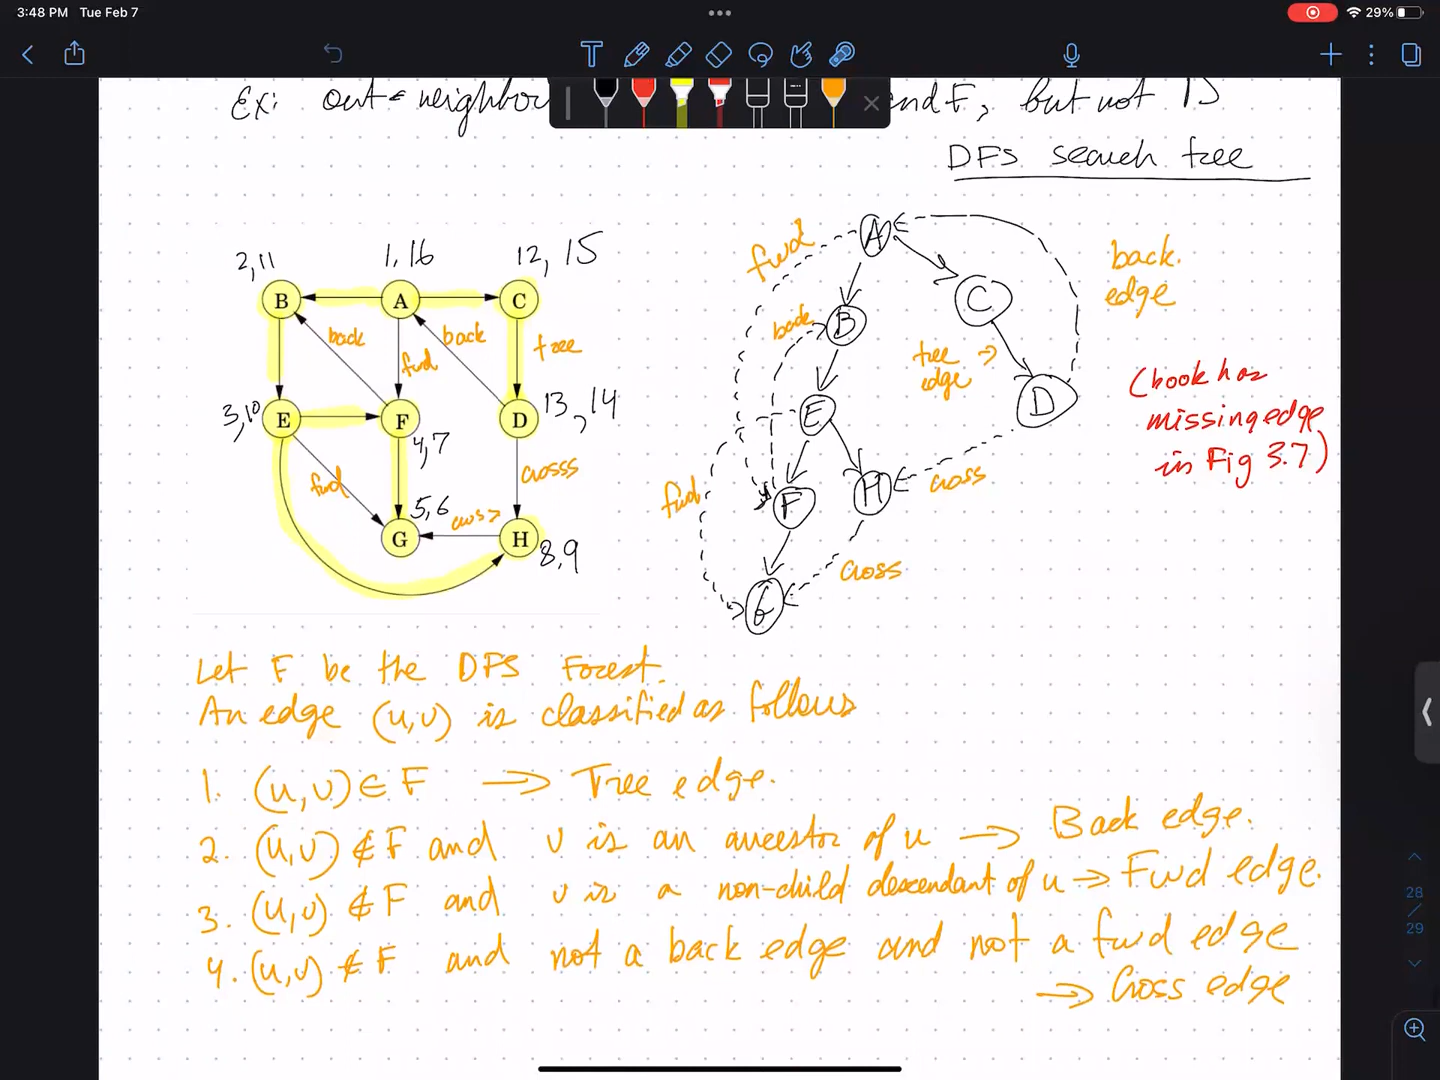 3:48 PM Tue Feb 7
29%
Ex: out-neighbou
and F, but not B
DFS search tree
2,11
1,16
12, 15
B
A
C
back
fwd
back
tree
3,10
E
F
D
13, 14
4,7
fwd
crosss
5,6
cross
G
H
8,9
fwd
A
back
edge
C
back
B
tree
edge
D
E
(book has
missing edge
in Fig 3.7)
fwd
F
H
cross
cross
G
Let F be the DFS Forest.
An edge (u,v) is classified as follows
1. (u,v) ∈ F → Tree edge.
2. (u,v) ∉ F and v is an ancestor of u → Back edge.
3. (u,v) ∉ F and v is a non-child descendant of u → Fwd edge.
4. (u,v) ∉ F and not a back edge and not a fwd edge
→ Cross edge
28
/
29